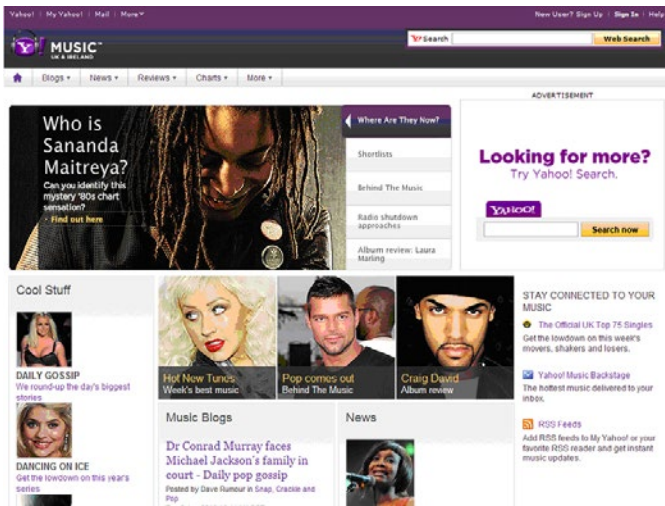 Yahoo! My Yahoo! Mail More
New User? Sign Up Sign In Help
Y! MUSIC
UK & IRELAND
Y! Search
Web Search
Blogs News Reviews Charts More
ADVERTISEMENT
Who is
Sananda
Maitreya?
Can you identify this
mystery '80s chart
sensation?
Find out here
Where Are They Now?
Shortlists
Behind The Music
Radio shutdown
approaches
Album review: Laura
Marling
Looking for more?
Try Yahoo! Search.
YAHOO!
Search now
Cool Stuff
DAILY GOSSIP
We round-up the day's biggest
stories
DANCING ON ICE
Get the lowdown on this year's
series
Hot New Tunes
Week's best music
Pop comes out
Behind The Music
Craig David
Album review
Music Blogs
Dr Conrad Murray faces
Michael Jackson's family in
court - Daily pop gossip
Posted by Dave Rumour in Snap, Crackle and
Pop
News
STAY CONNECTED TO YOUR
MUSIC
The Official UK Top 75 Singles
Get the lowdown on this week's
movers, shakers and losers.
Yahoo! Music Backstage
The hottest music delivered to your
inbox.
RSS Feeds
Add RSS feeds to My Yahoo! or your
favorite RSS reader and get instant
music updates.